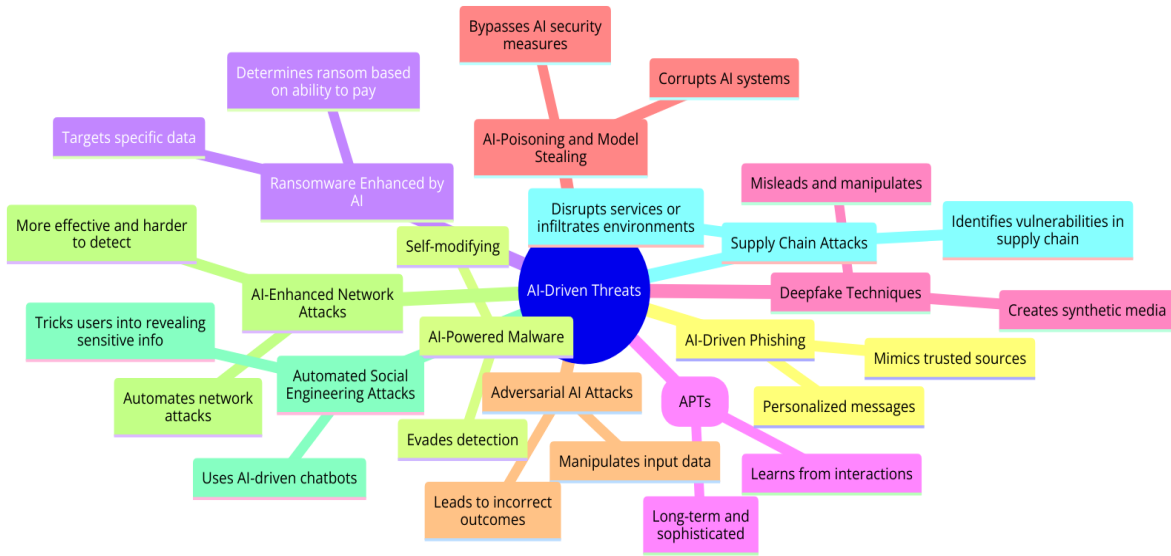 Bypasses AI security
measures
Determines ransom based
on ability to pay
Corrupts AI systems
Targets specific data
AI-Poisoning and Model
Stealing
Ransomware Enhanced by
AI
Misleads and manipulates
Disrupts services or
infiltrates environments
Identifies vulnerabilities in
supply chain
More effective and harder
to detect
Self-modifying
Supply Chain Attacks
AI-Driven Threats
AI-Enhanced Network
Attacks
Deepfake Techniques
Creates synthetic media
Tricks users into revealing
sensitive info
AI-Powered Malware
AI-Driven Phishing
Mimics trusted sources
Automated Social
Engineering Attacks
Adversarial AI Attacks
APTs
Automates network
attacks
Personalized messages
Evades detection
Manipulates input data
Learns from interactions
Uses AI-driven chatbots
Leads to incorrect
outcomes
Long-term and
sophisticated